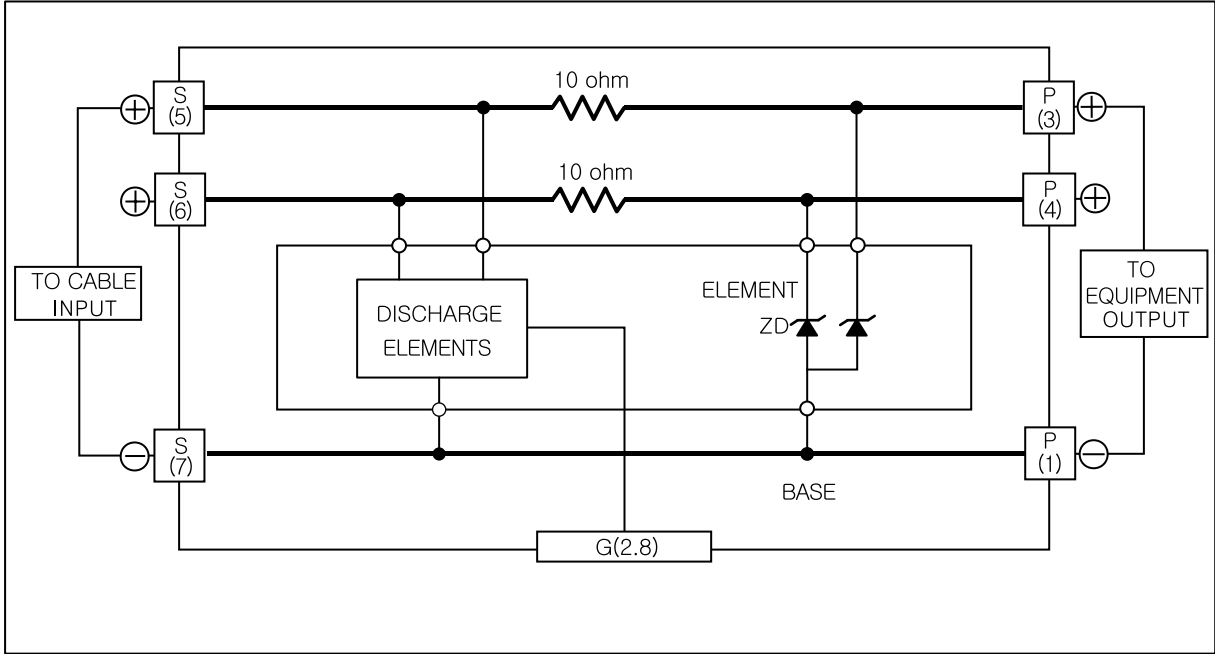 10 ohm
S
(5)
P
(3)
10 ohm
S
(6)
P
(4)
TO CABLE
INPUT
DISCHARGE
ELEMENTS
ELEMENT
ZD
TO
EQUIPMENT
OUTPUT
S
(7)
P
(1)
BASE
G(2.8)